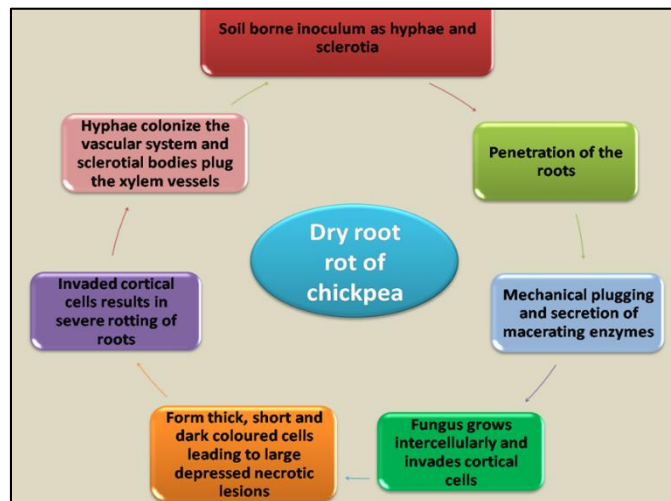 Soil borne inoculum as hyphae and
sclerotia
Penetration of the
roots
Mechanical plugging
and secretion of
macerating enzymes
Fungus grows
intercellularly and
invades cortical
cells
Form thick, short and
dark coloured cells
leading to large
depressed necrotic
lesions
Invaded cortical
cells results in
severe rotting of
roots
Hyphae colonize the
vascular system and
sclerotial bodies plug
the xylem vessels
Dry root
rot of
chickpea